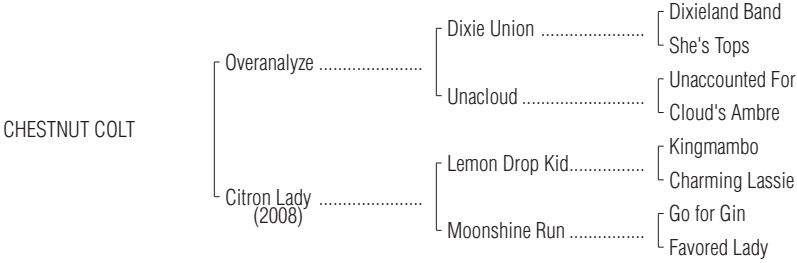 Dixieland Band
Dixie Union ......................
She's Tops
Overanalyze ......................
Unaccounted For
Unacloud ..........................
Cloud's Ambre
CHESTNUT COLT
Kingmambo
Lemon Drop Kid................
Charming Lassie
Citron Lady ......................
(2008)
Go for Gin
Moonshine Run ................
Favored Lady